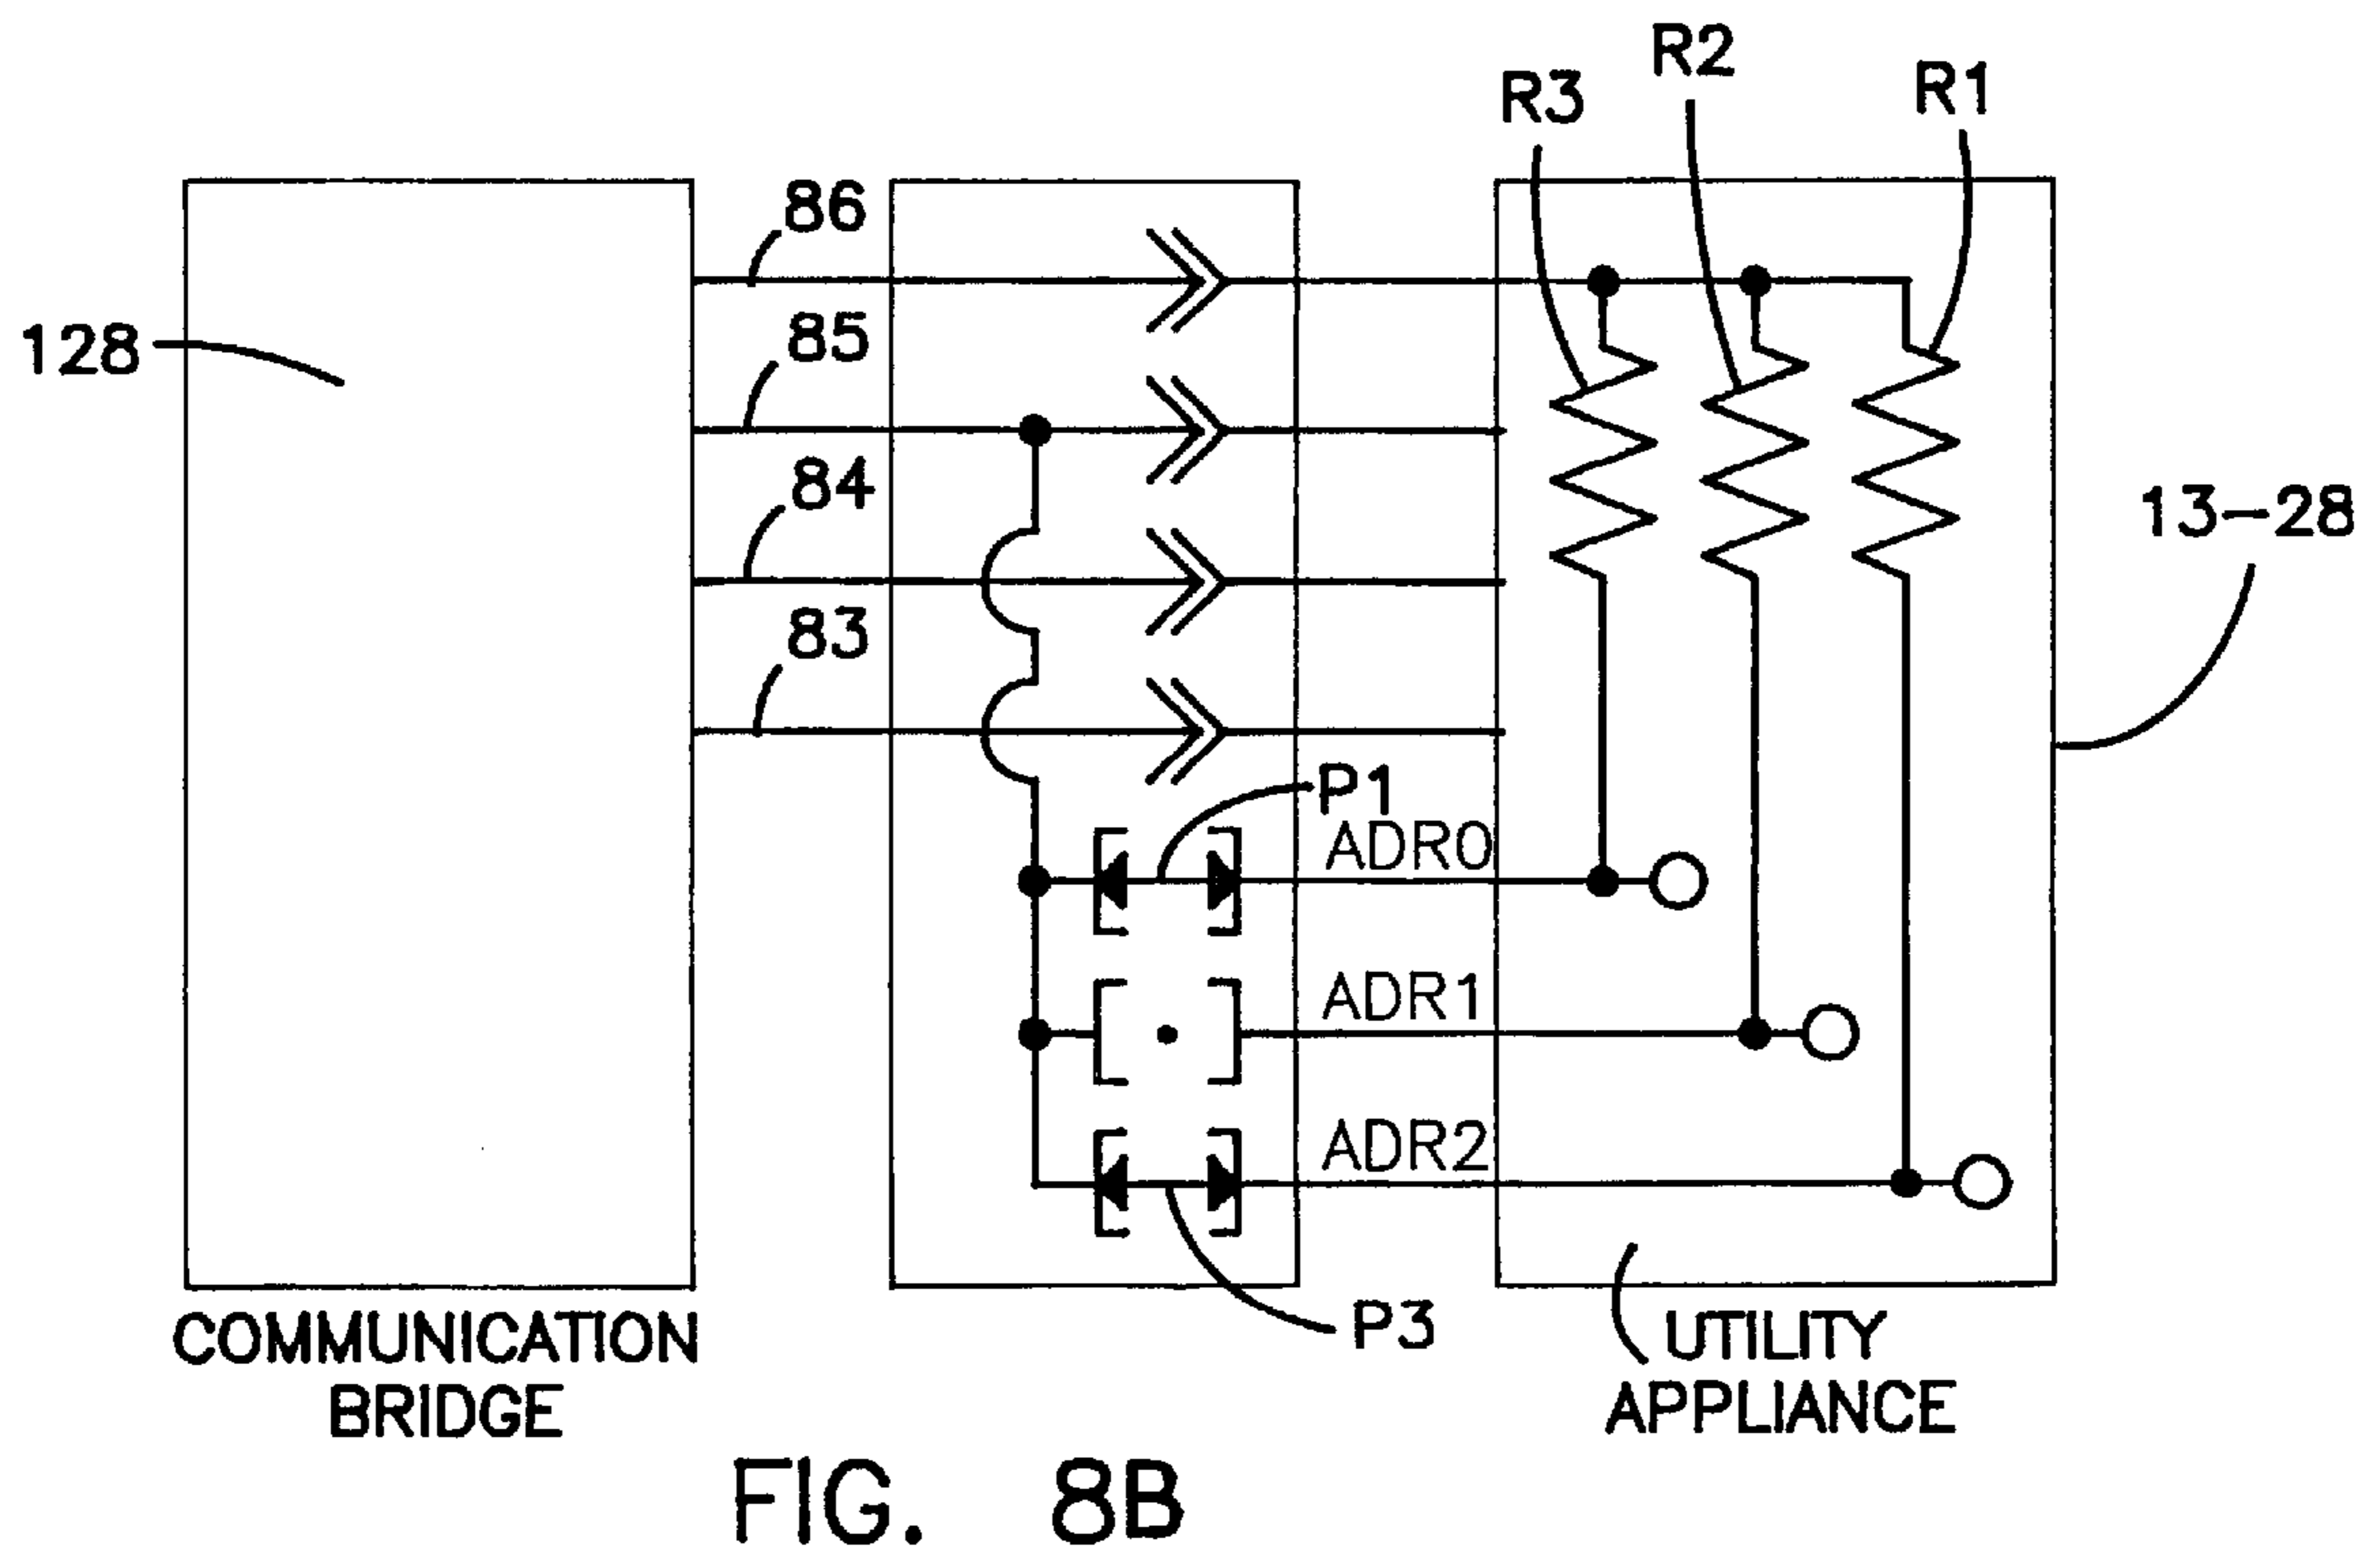 R2
R3
R1
86
128
85
84
13-28
83
P1
ADR0
ADR1
ADR2
P3
COMMUNICATION
BRIDGE
UTILITY
APPLIANCE
FIG. 8B